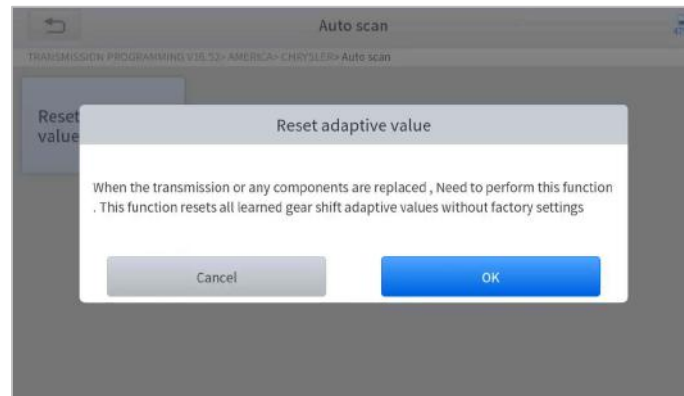 Auto scan
TRANSMISSION PROGRAMMING V16.52> AMERICA> CHRYSLER> Auto scan
Reset
value
Reset adaptive value
When the transmission or any components are replaced , Need to perform this function
. This function resets all learned gear shift adaptive values without factory settings
Cancel
OK